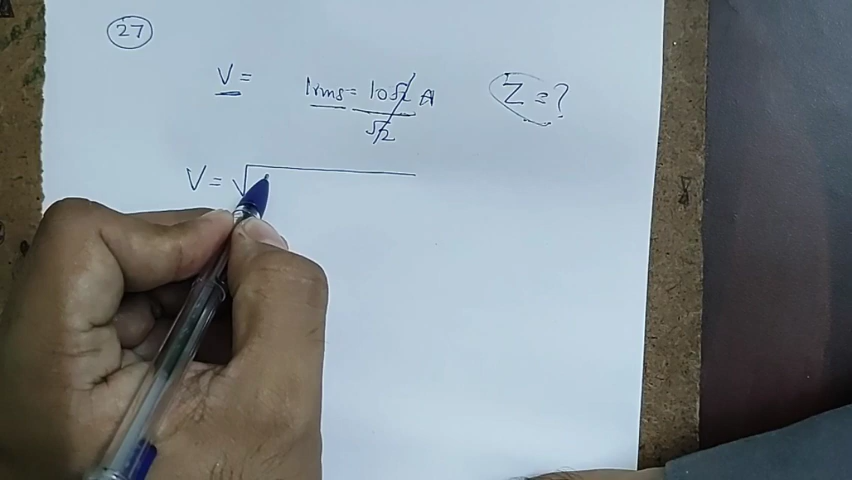 27
V = Irms = 10√2 A Z = ?
√2
V = √